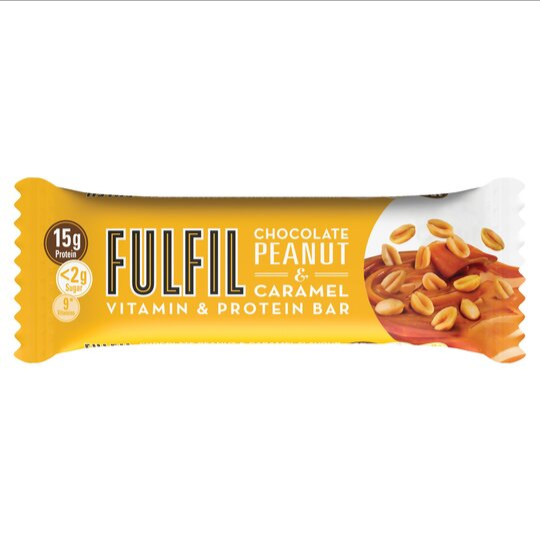 15g
Protein
<2g
Sugar
9*
Vitamins
FULFIL
CHOCOLATE
PEANUT
&
CARAMEL
VITAMIN & PROTEIN BAR